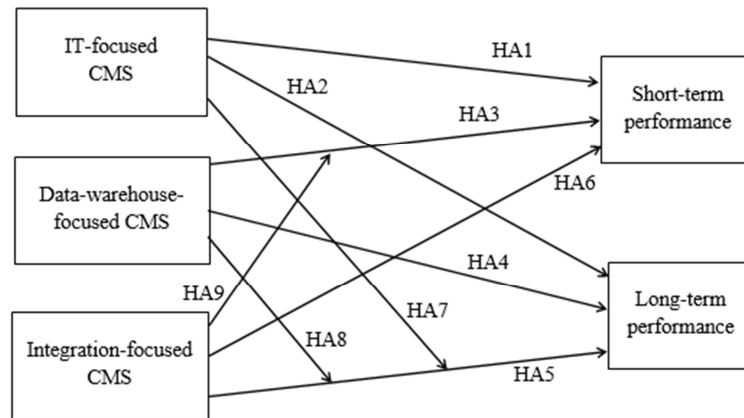 IT-focused
CMS
HA1
HA2
Short-term
performance
HA3
Data-warehouse-
focused CMS
HA6
HA4
HA9
Long-term
performance
HA7
HA8
Integration-focused
CMS
HA5